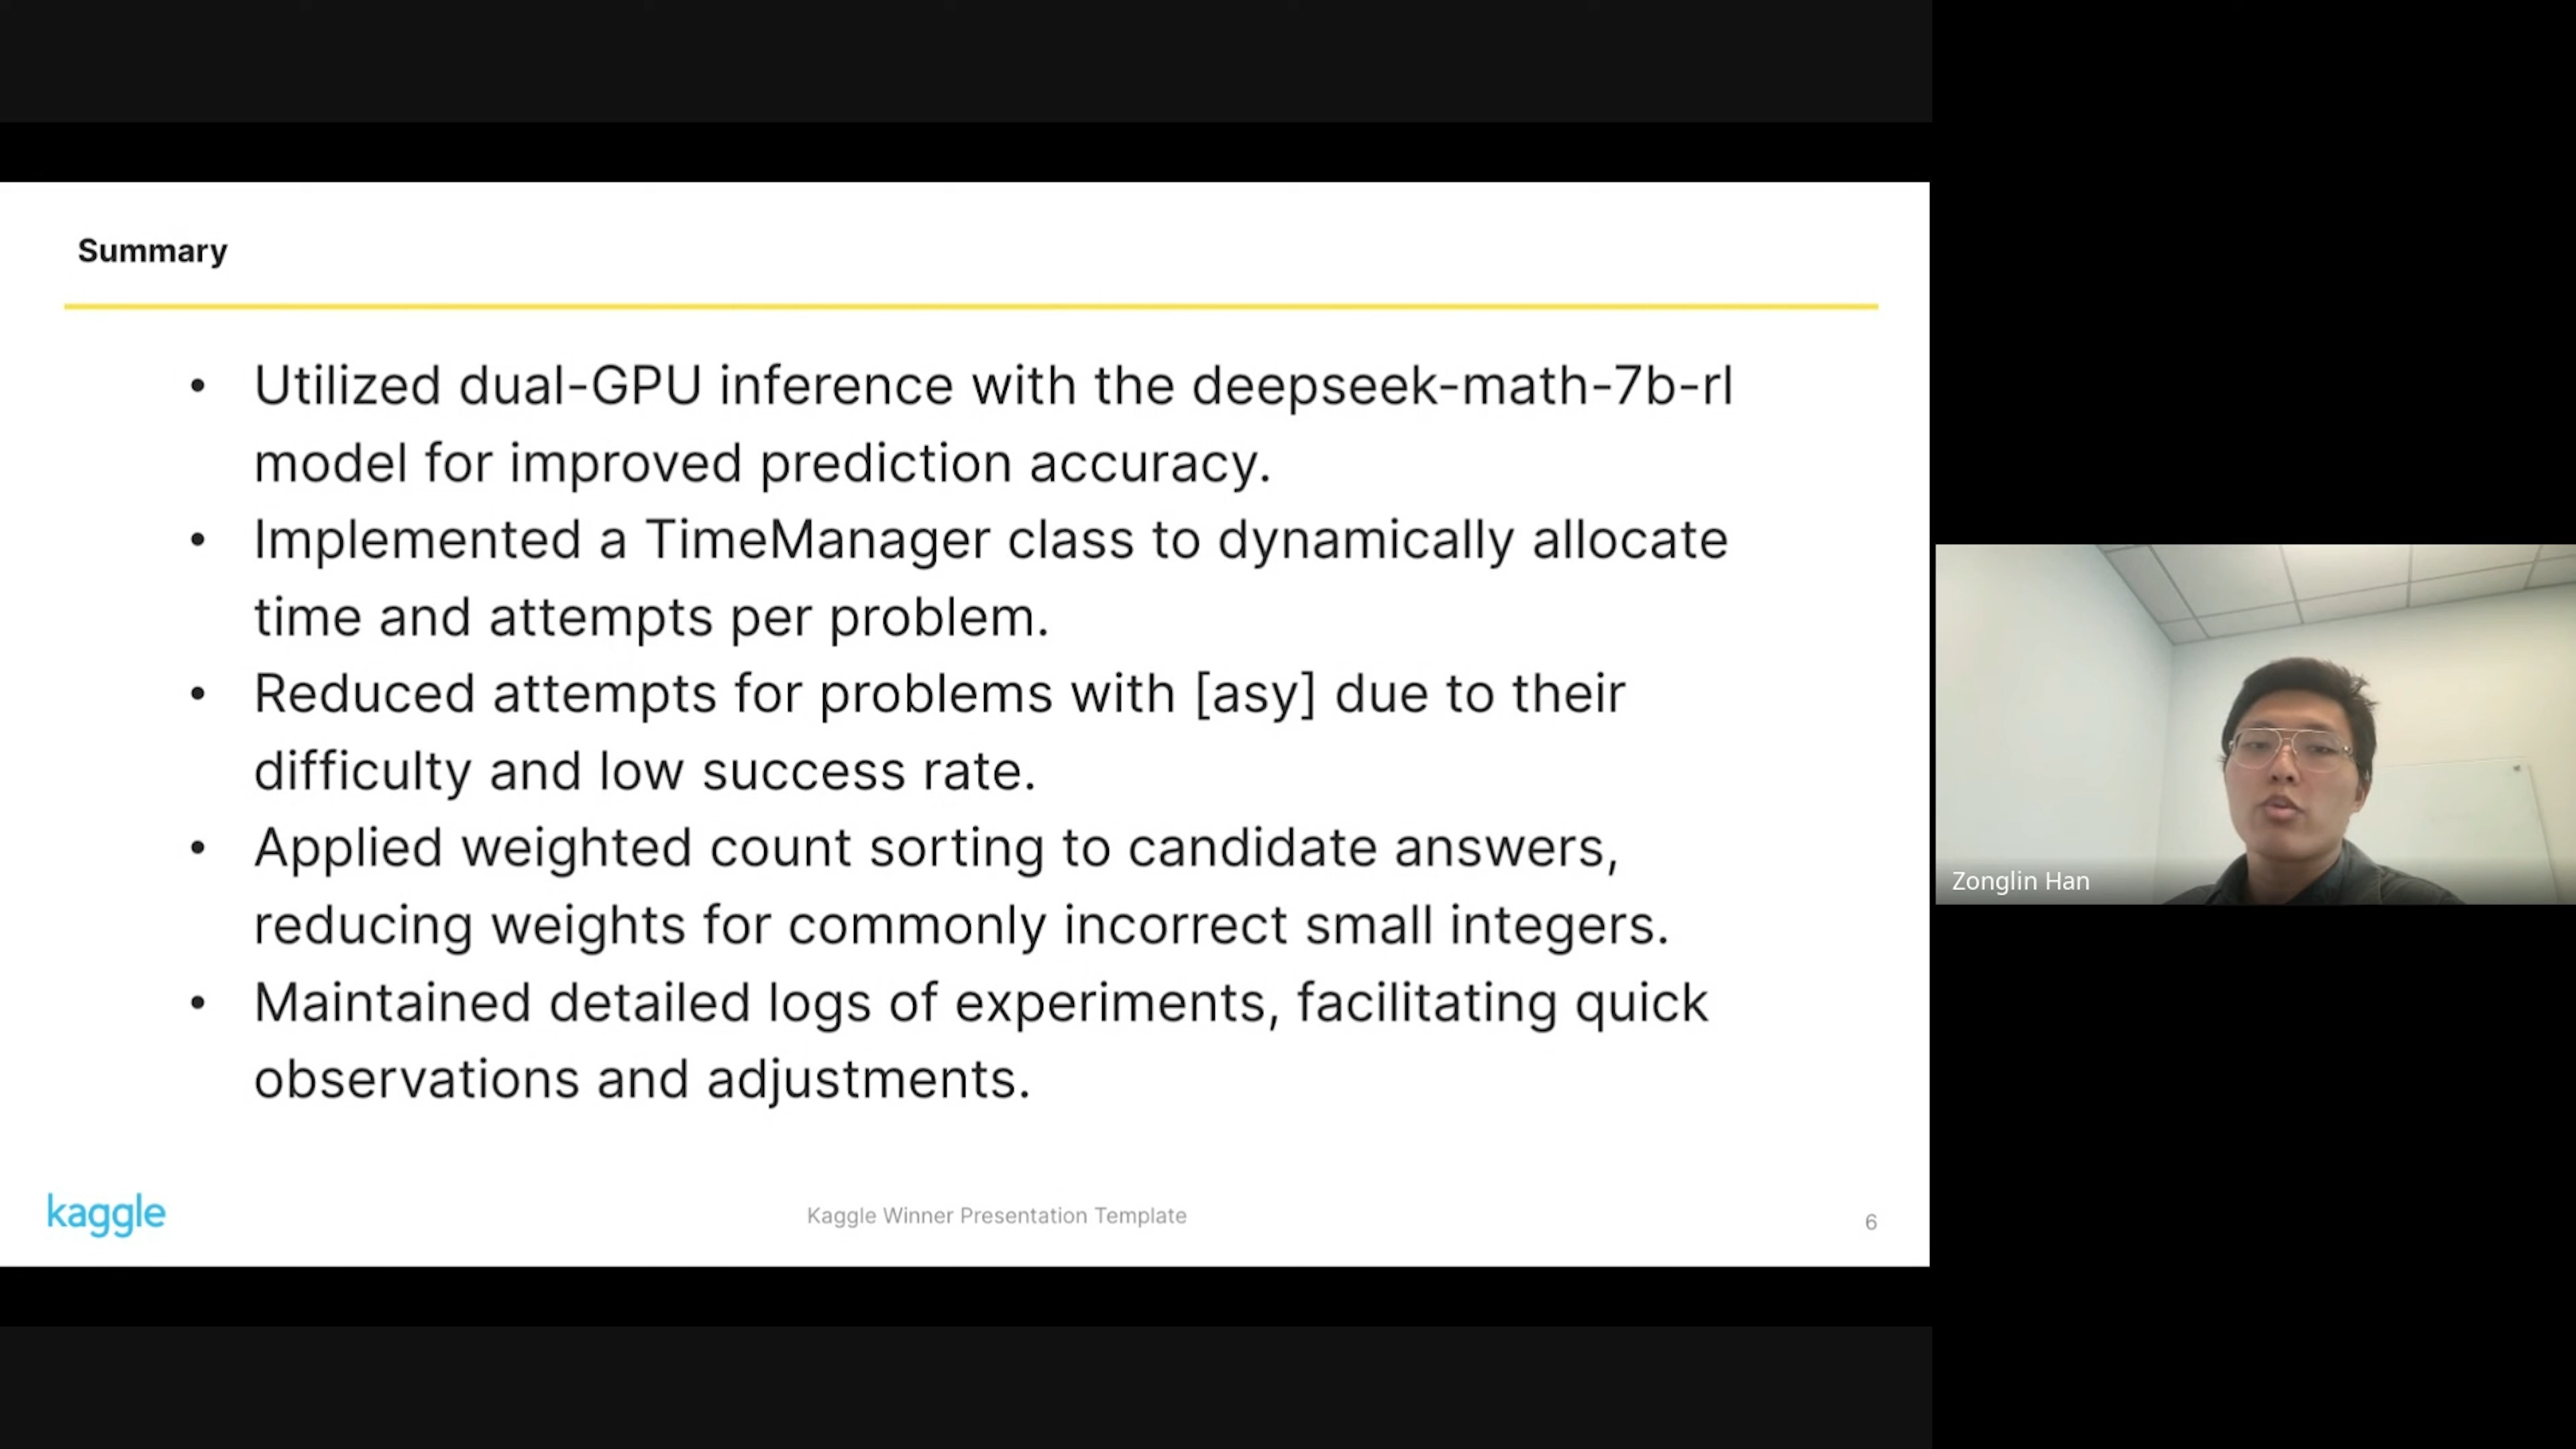 Summary
• Utilized dual-GPU inference with the deepseek-math-7b-rl
model for improved prediction accuracy.
• Implemented a TimeManager class to dynamically allocate
time and attempts per problem.
• Reduced attempts for problems with [asy] due to their
difficulty and low success rate.
• Applied weighted count sorting to candidate answers,
reducing weights for commonly incorrect small integers.
• Maintained detailed logs of experiments, facilitating quick
observations and adjustments.
kaggle
Kaggle Winner Presentation Template
6
Zonglin Han